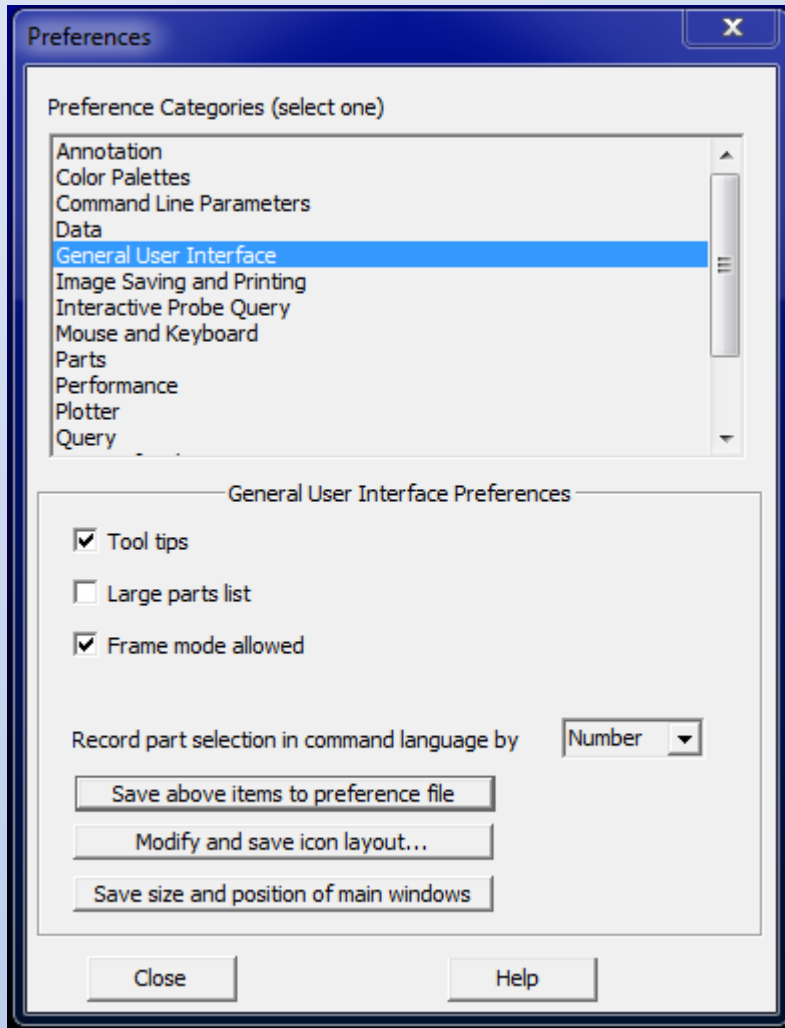 Preferences
X
Preference Categories (select one)
Annotation
Color Palettes
Command Line Parameters
Data
General User Interface
Image Saving and Printing
Interactive Probe Query
Mouse and Keyboard
Parts
Performance
Plotter
Query
General User Interface Preferences
Tool tips
Large parts list
Frame mode allowed
Record part selection in command language by Number
Save above items to preference file
Modify and save icon layout...
Save size and position of main windows
Close Help